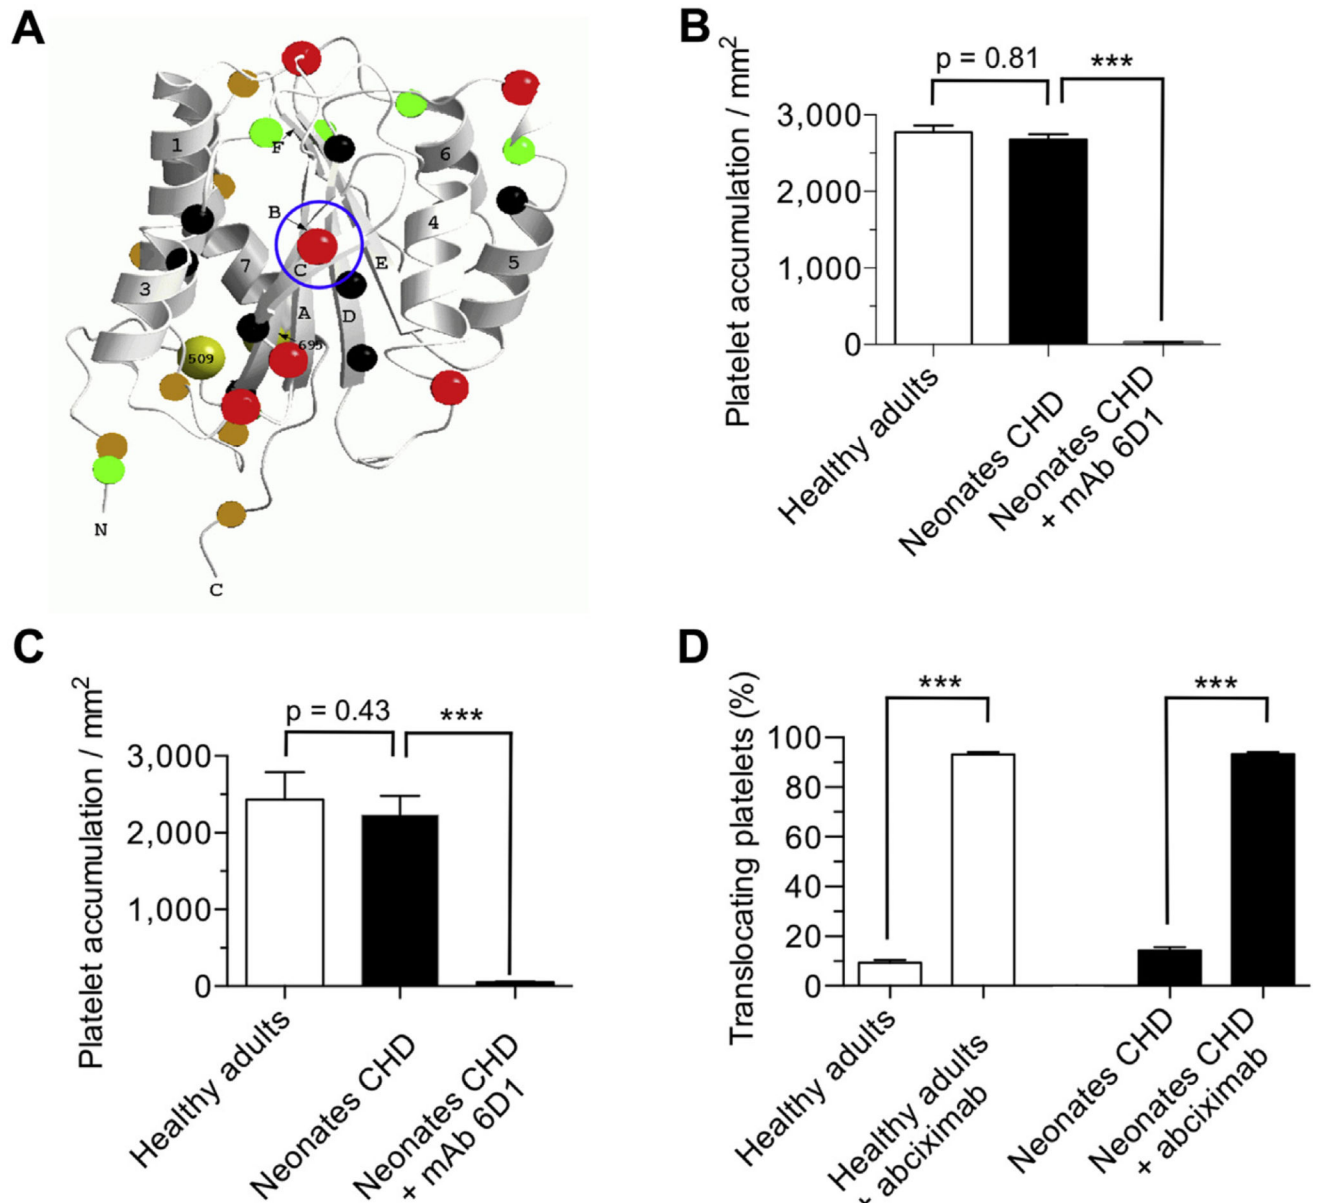 A
1
F
6
B
4
7
C
E
5
3
A
D
509
695
N
C
B
Platelet accumulation / mm2
p = 0.81
***
3,000
2,000
1,000
0
Healthy adults
Neonates CHD
Neonates CHD
+ mAb 6D1
C
Platelet accumulation / mm2
p = 0.43
***
3,000
2,000
1,000
0
Healthy adults
Neonates CHD
Neonates CHD
+ mAb 6D1
D
Translocating platelets (%)
***
***
100
80
60
40
20
0
Healthy adults
Healthy adults
+ abciximab
Neonates CHD
Neonates CHD
+ abciximab